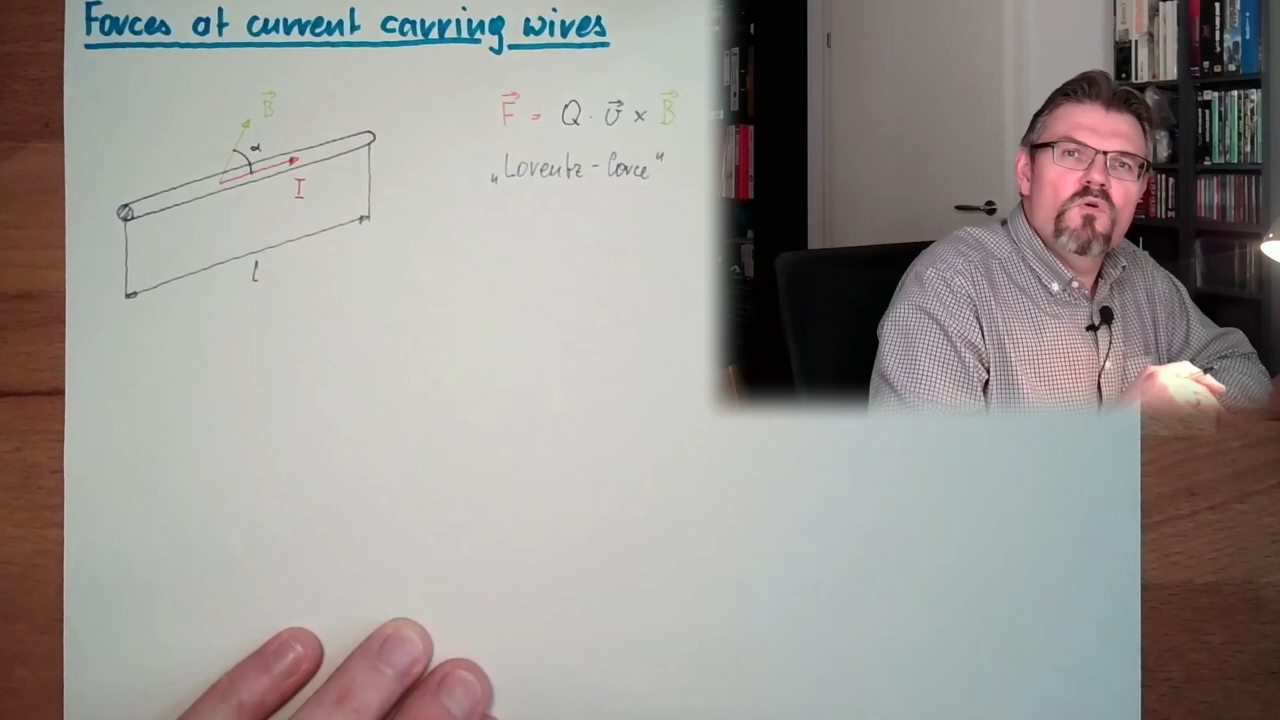 Forces at current carring wires
B⃗
α
I
l
F⃗ = Q · v⃗ × B⃗
„Lorentz-force“